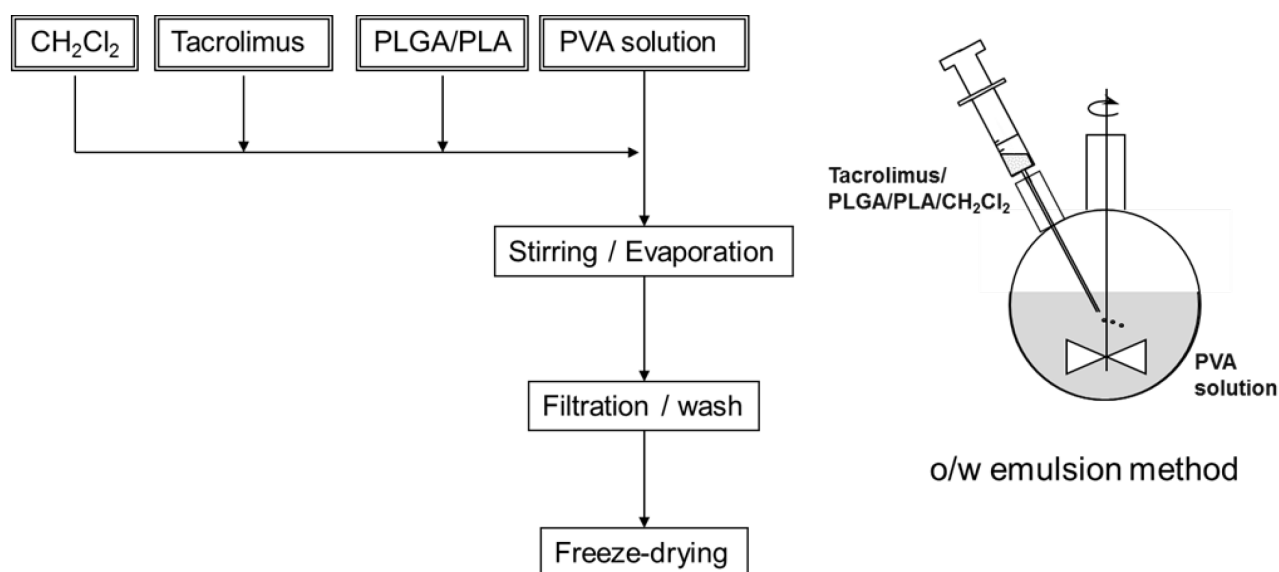 CH₂Cl₂
Tacrolimus
PLGA/PLA
PVA solution
Stirring / Evaporation
Filtration / wash
Freeze-drying
Tacrolimus/
PLGA/PLA/CH₂Cl₂
PVA
solution
o/w emulsion method